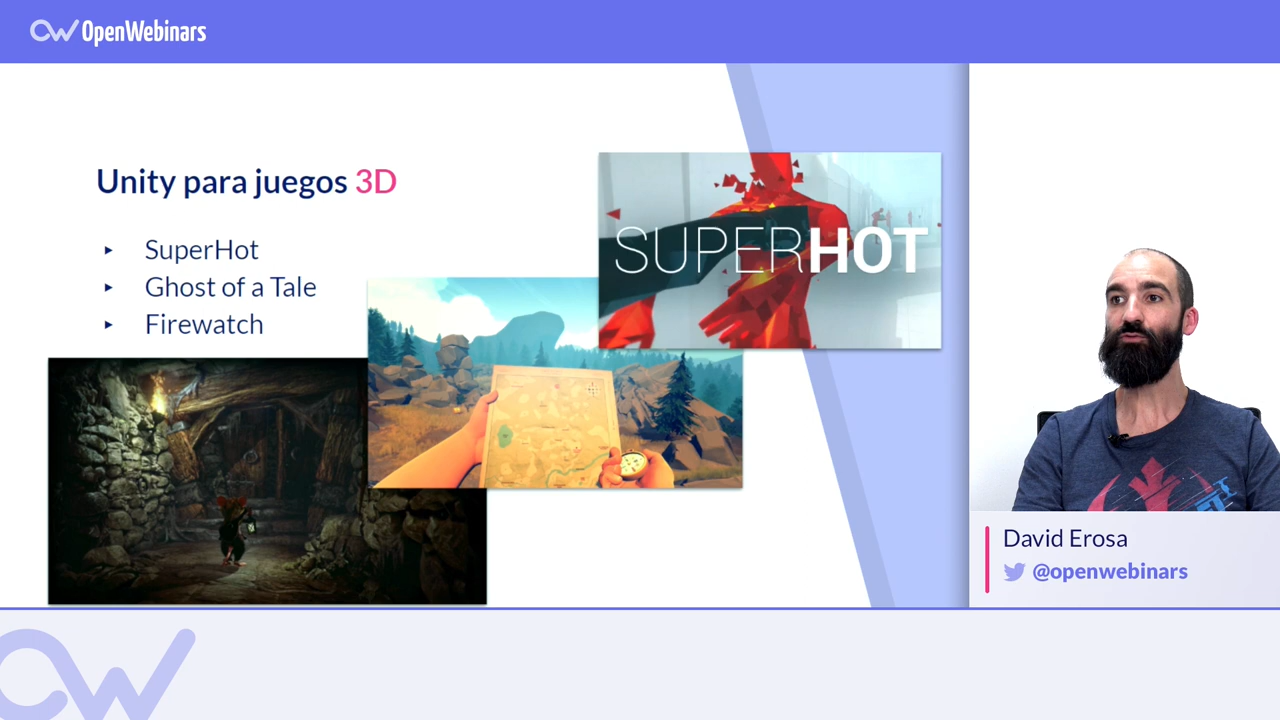 OpenWebinars
Unity para juegos 3D
▸ SuperHot
▸ Ghost of a Tale
▸ Firewatch
SUPERHOT
David Erosa
@openwebinars